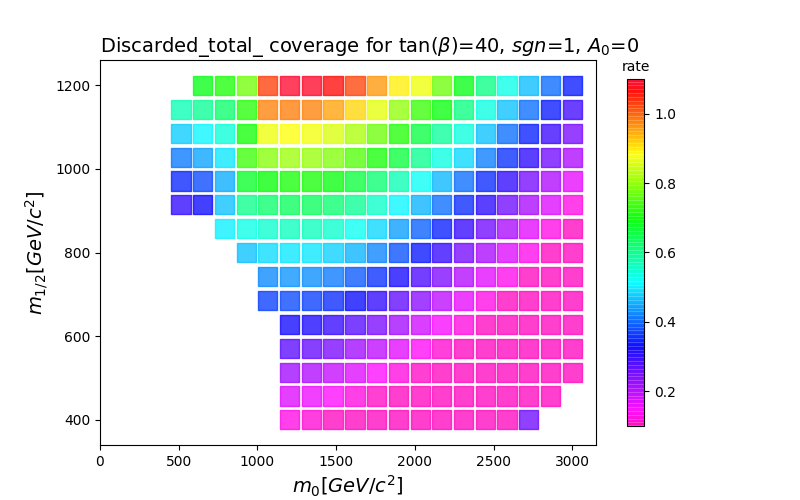 Discarded_total_ coverage for tan(β)=40, sgn=1, A₀=0
rate
1200
1000
800
600
400
1.0
0.8
0.6
0.4
0.2
m₁/₂[GeV/c²]
0 500 1000 1500 2000 2500 3000
m₀[GeV/c²]